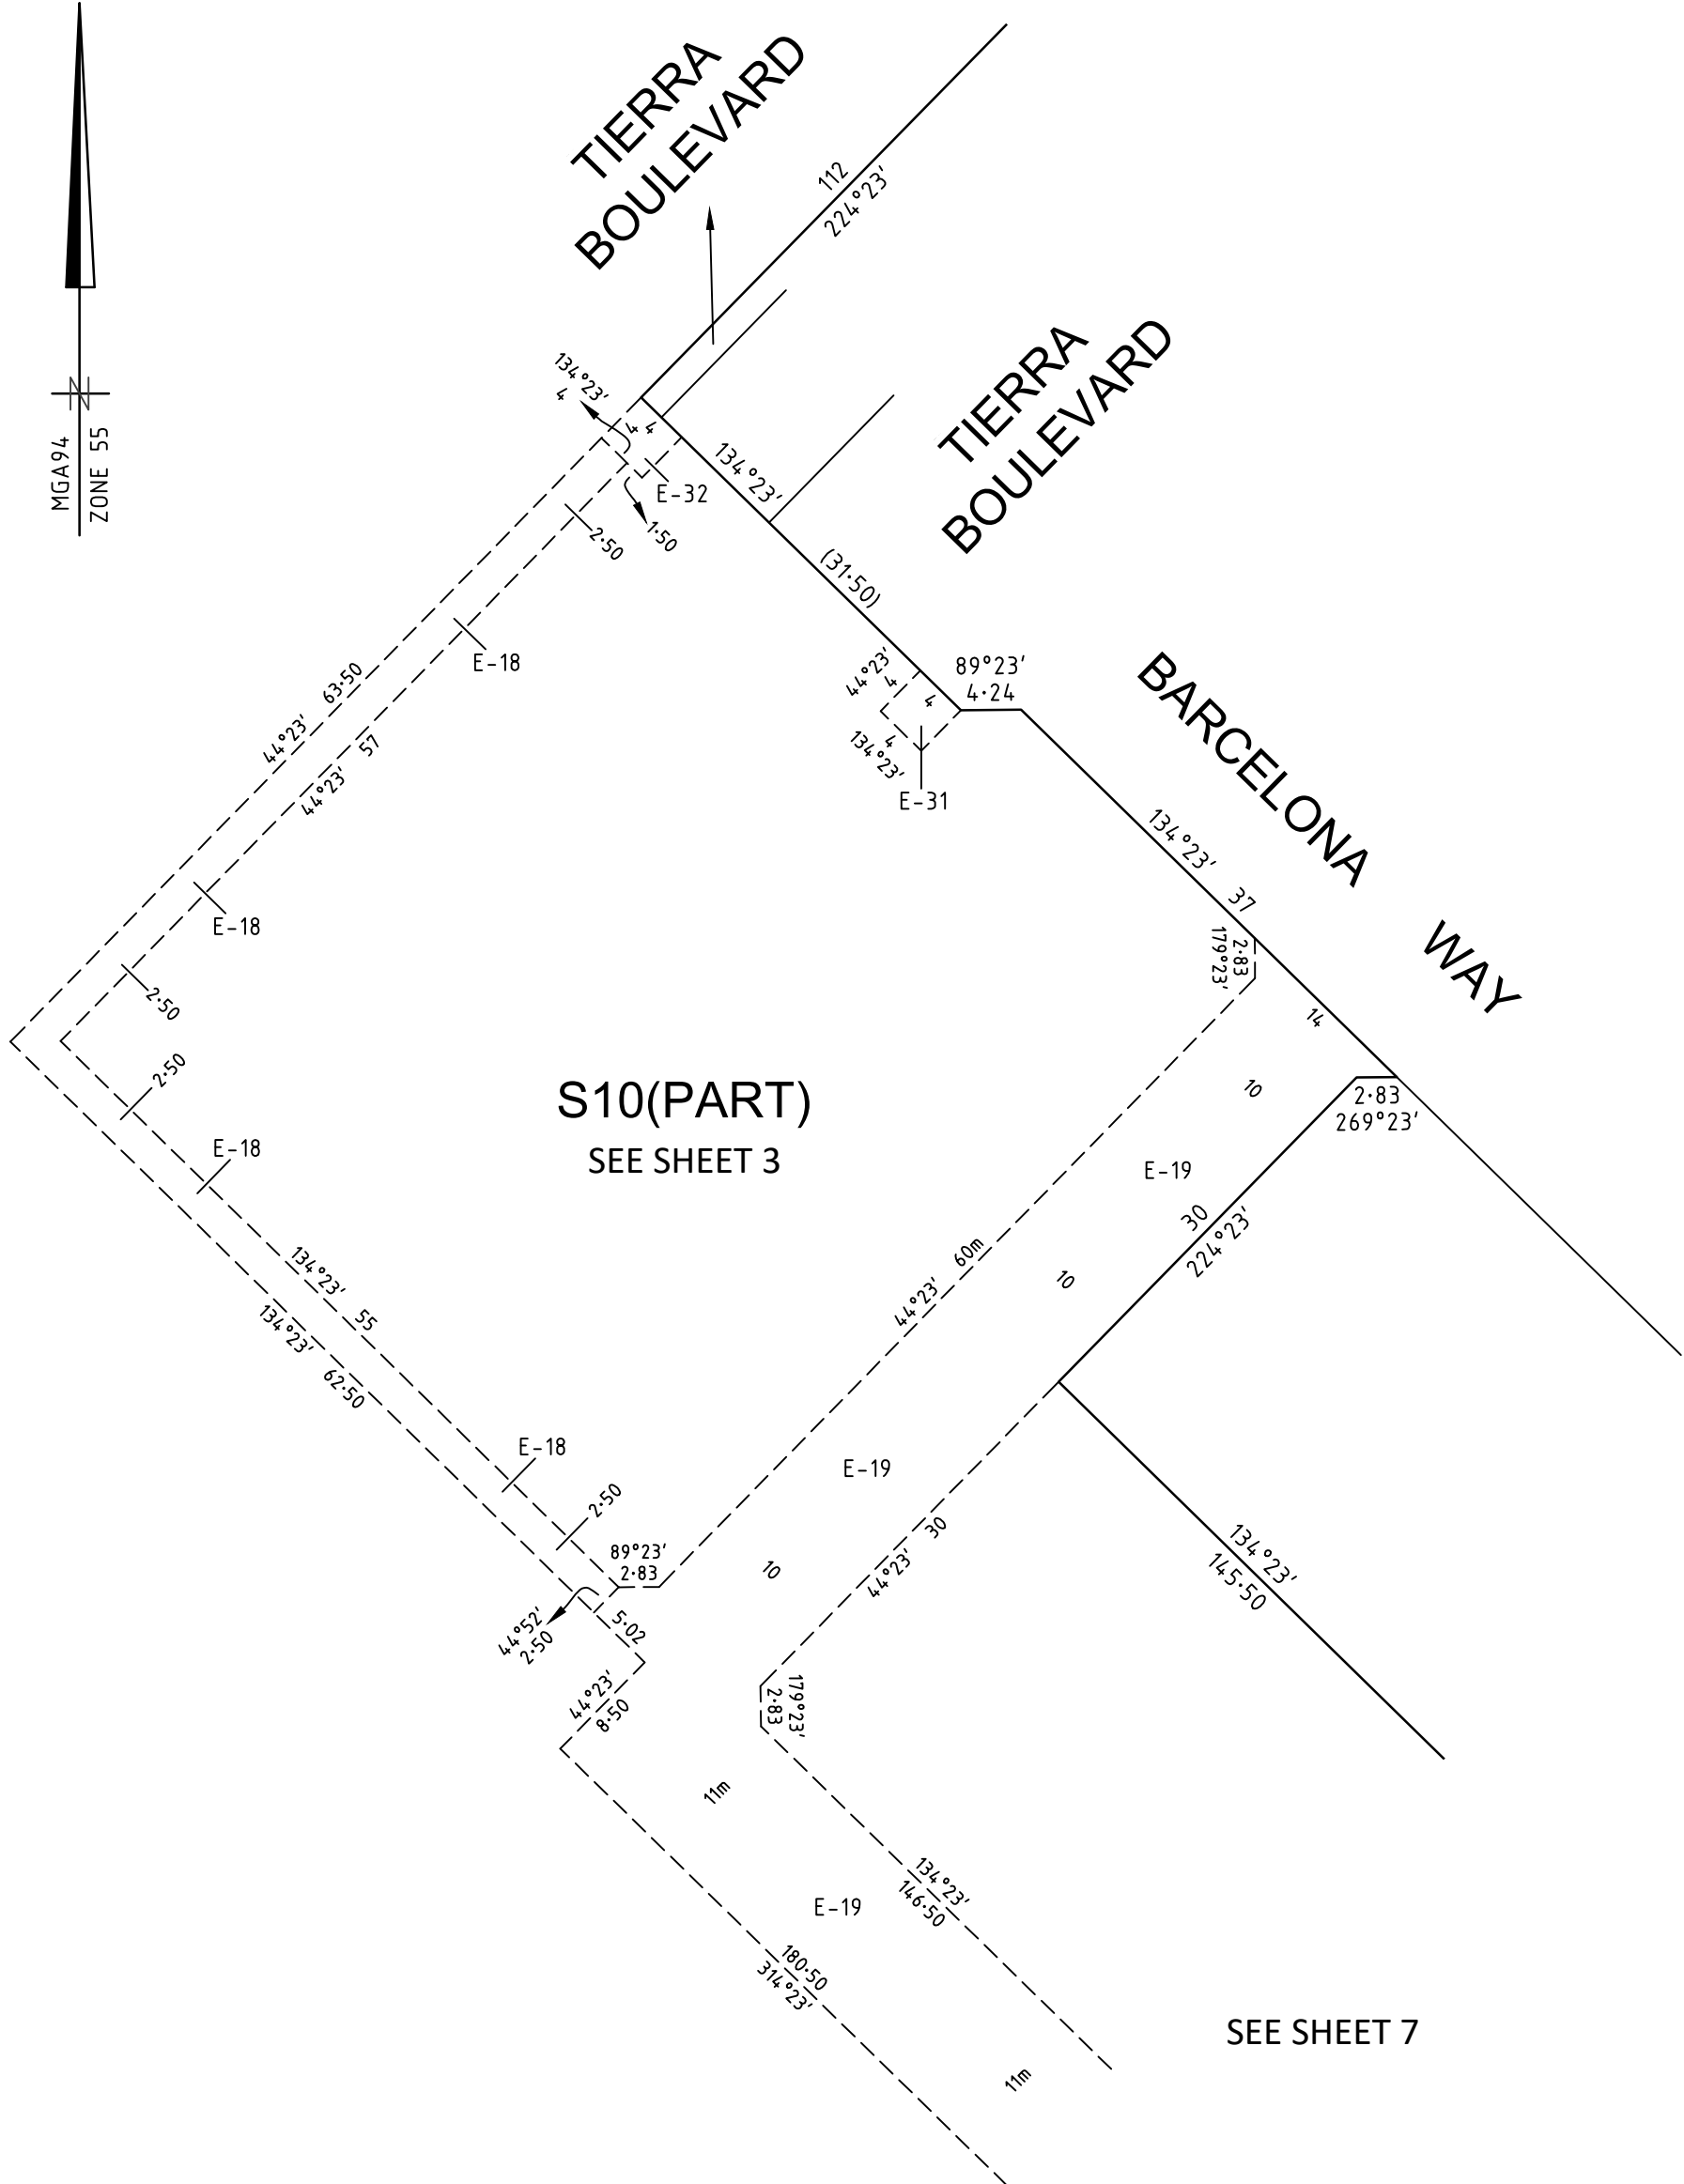 TIERRA
BOULEVARD
112
224°23'
MGA94
ZONE 55
N
TIERRA
BOULEVARD
134°23'
4
4
4
E-32
1·50
2·50
134°23'
(31·50)
E-18
63·50
44°23'
57
44°23'
44°23'
4
4
4
134°23'
E-31
89°23'
4·24
BARCELONA WAY
134°23'
37
2·83
179°23'
14
E-18
2·50
2·50
E-18
S10(PART)
SEE SHEET 3
10
2·83
269°23'
E-19
30
224°23'
10
60m
44°23'
134°23'
55
134°23'
62·50
E-18
2·50
89°23'
2·83
E-19
30
44°23'
10
44°52'
2·50
5·02
44°23'
8·50
179°23'
2·83
134°23'
145·50
11m
134°23'
146·50
E-19
180·50
314°23'
SEE SHEET 7
11m